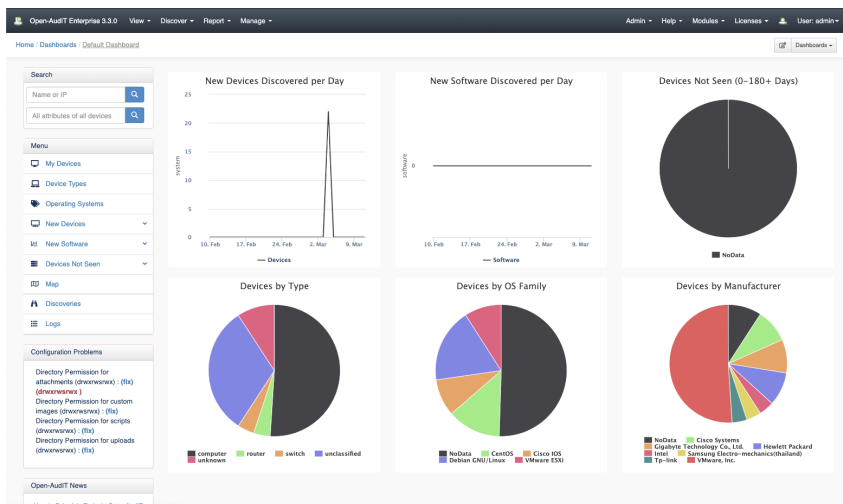 Open-AudIT Enterprise 3.3.0 View Discover Report Manage Admin Help Modules Licenses User: admin
Home / Dashboards / Default Dashboard Dashboards
Search
Name or IP
All attributes of all devices
Menu
My Devices
Device Types
Operating Systems
New Devices
New Software
Devices Not Seen
Map
Discoveries
Logs
Configuration Problems
Directory Permission for
attachments (drwxrwsrwx) : (fix)
(drwxrwsrwx )
Directory Permission for custom
images (drwxrwsrwx) : (fix)
Directory Permission for scripts
(drwxrwsrwx) : (fix)
Directory Permission for uploads
(drwxrwsrwx) : (fix)
Open-AudIT News
New Devices Discovered per Day
25
20
15
10
5
0
system
10. Feb 17. Feb 24. Feb 2. Mar 9. Mar
Devices
New Software Discovered per Day
software
0
10. Feb 17. Feb 24. Feb 2. Mar 9. Mar
Software
Devices Not Seen (0-180+ Days)
NoData
Devices by Type
computer router switch unclassified
unknown
Devices by OS Family
NoData CentOS Cisco IOS
Debian GNU/Linux VMware ESXi
Devices by Manufacturer
NoData Cisco Systems
Gigabyte Technology Co., Ltd. Hewlett Packard
Intel Samsung Electro-mechanics(thailand)
Tp-link VMware, Inc.